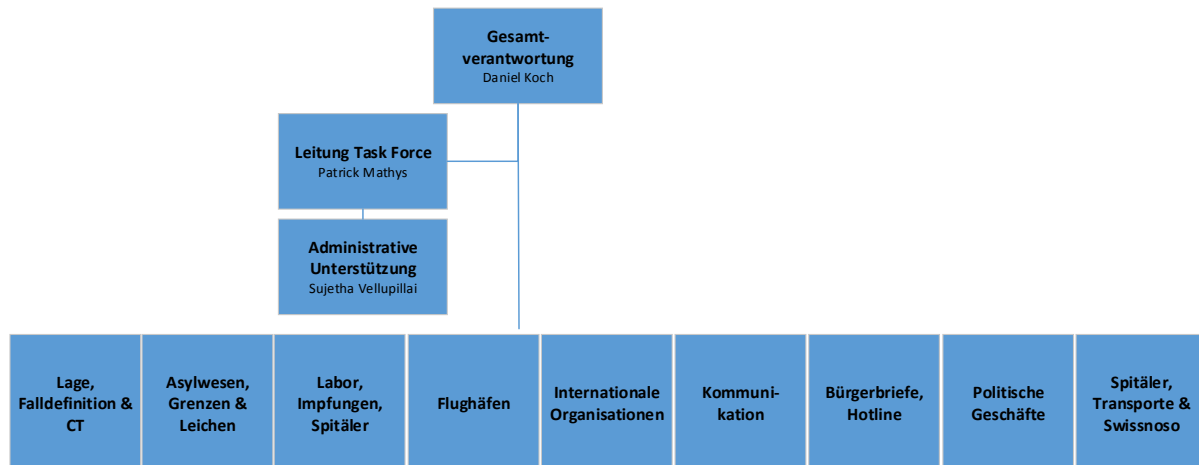 Gesamt-
verantwortung
Daniel Koch
Leitung Task Force
Patrick Mathys
Administrative
Unterstützung
Sujetha Vellupillai
Lage,
Falldefinition &
CT
Asylwesen,
Grenzen &
Leichen
Labor,
Impfungen,
Spitäler
Flughäfen
Internationale
Organisationen
Kommuni-
kation
Bürgerbriefe,
Hotline
Politische
Geschäfte
Spitäler,
Transporte &
Swissnoso